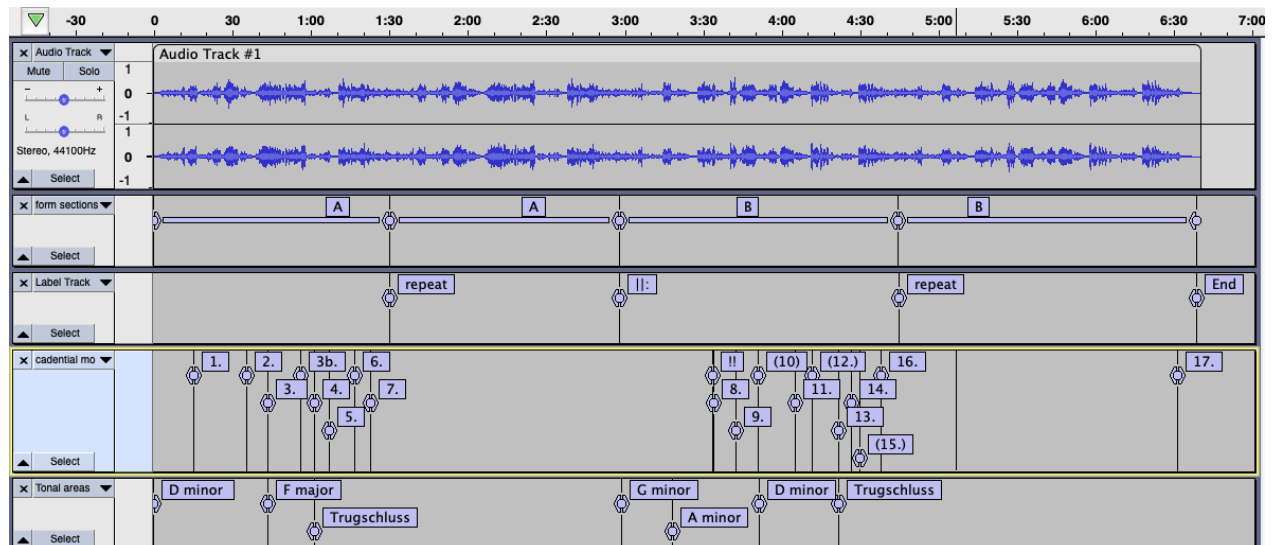 -30 0 30 1:00 1:30 2:00 2:30 3:00 3:30 4:00 4:30 5:00 5:30 6:00 6:30 7:00
× Audio Track Audio Track #1
Mute Solo
- +
L R
Stereo, 44100Hz
Select
1
0
-1
1
0
-1
× form sections A A B B
Select
× Label Track repeat ||: repeat End
Select
× cadential mo 1. 2. 3b. 6. !! (10) (12.) 16. 17.
3. 4. 7. 8. 11. 14.
5. 9. 13.
(15.)
Select
× Tonal areas D minor F major G minor D minor Trugschluss
Trugschluss A minor
Select